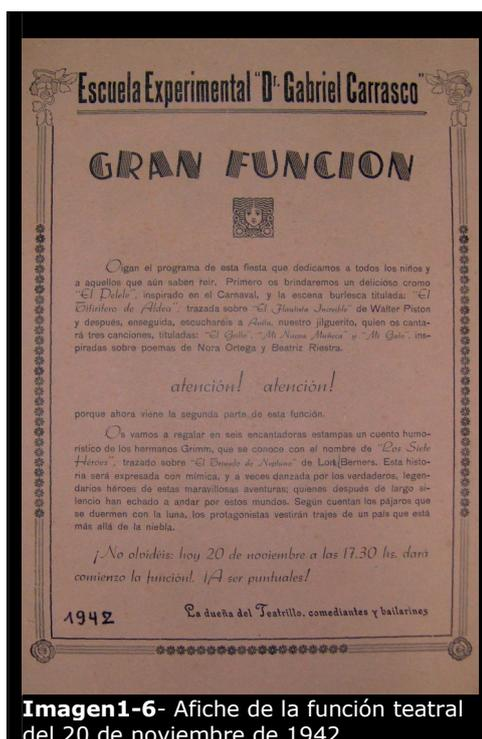 Escuela Experimental "Dr. Gabriel Carrasco"
GRAN FUNCION
Oigan el programa de esta fiesta que dedicamos a todos los niños y
a aquellos que aún saben reir. Primero os brindaremos un delicioso cromo
"El Pelele", inspirado en el Carnaval, y la escena burlesca titulada: "El
Tifiritero de Aldea", trazada sobre "El Flautista Increible" de Walter Piston
y después, enseguida, escucharéis a Anita, nuestro jilguerito, quien os canta-
rá tres canciones, tituladas: "El Grillo", "Mi Nueva Muñeca" y "Mi Gato", ins-
piradas sobre poemas de Nora Ortega y Beatriz Riestra.
atención! atención!
porque ahora viene la segunda parte de esta función.
Os vamos a regalar en seis encantadoras estampas un cuento humo-
rístico de los hermanos Grimm, que se conoce con el nombre de "Los Siete
Héroes", trazado sobre "El Triunfo de Neptuno" de Lord Berners. Esta histo-
ria será expresada con mímica, y a veces danzada por los verdaderos, legen-
darios héroes de estas maravillosas aventuras; quienes después de largo si-
lencio han echado a andar por estos mundos. Según cuentan los pájaros que
se duermen con la luna, los protagonistas vestirán trajes de un país que está
más allá de la niebla.
¡No olvidéis: hoy 20 de noviembre a las 17.30 hs. dará
comienzo la función!. ¡A ser puntuales!
1942 La dueña del Teatrillo, comediantes y bailarines
Imagen1-6- Afiche de la función teatral
del 20 de noviembre de 1942